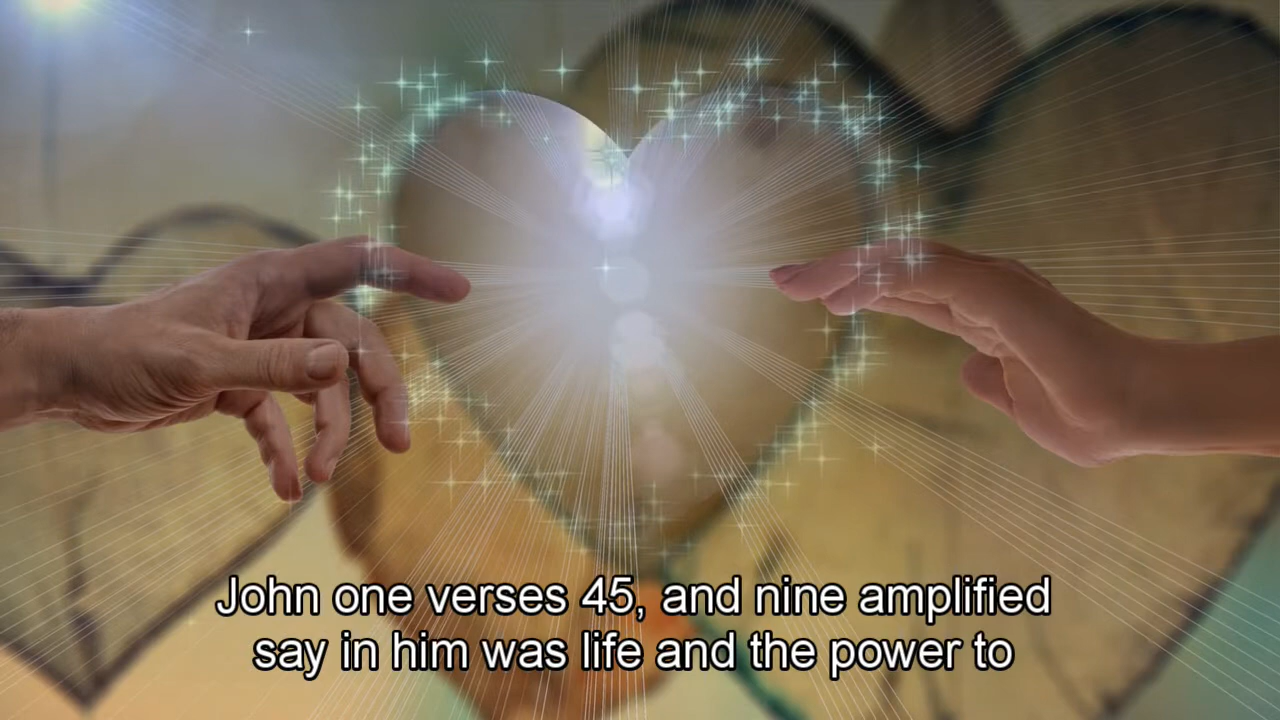 John one verses 45, and nine amplified
say in him was life and the power to